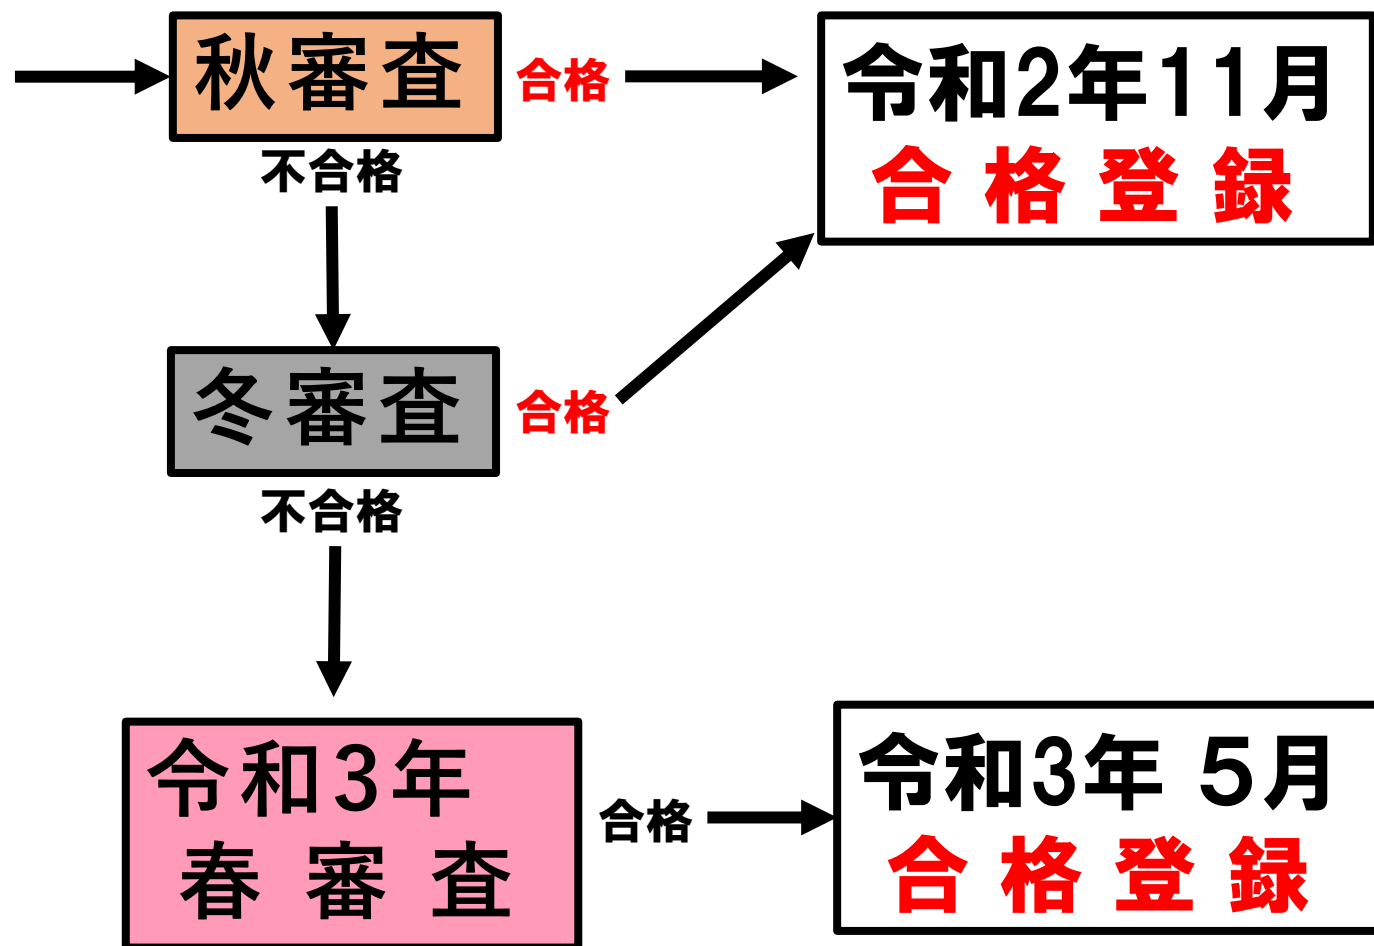 秋審査
合格
令和2年11月
合格登録
不合格
冬審査
合格
不合格
令和3年
春審査
合格
令和3年 5月
合格登録